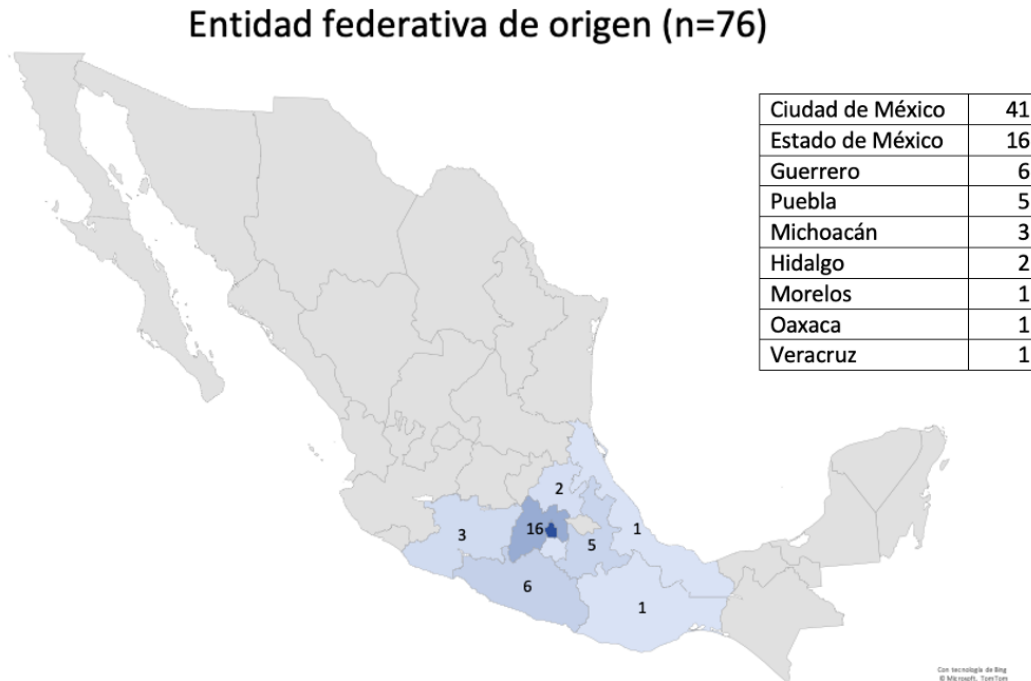 Entidad federativa de origen (n=76)
Ciudad de México 41
Estado de México 16
Guerrero 6
Puebla 5
Michoacán 3
Hidalgo 2
Morelos 1
Oaxaca 1
Veracruz 1
2
16
1
3
5
6
1
Con tecnología de Bing
© Microsoft, TomTom